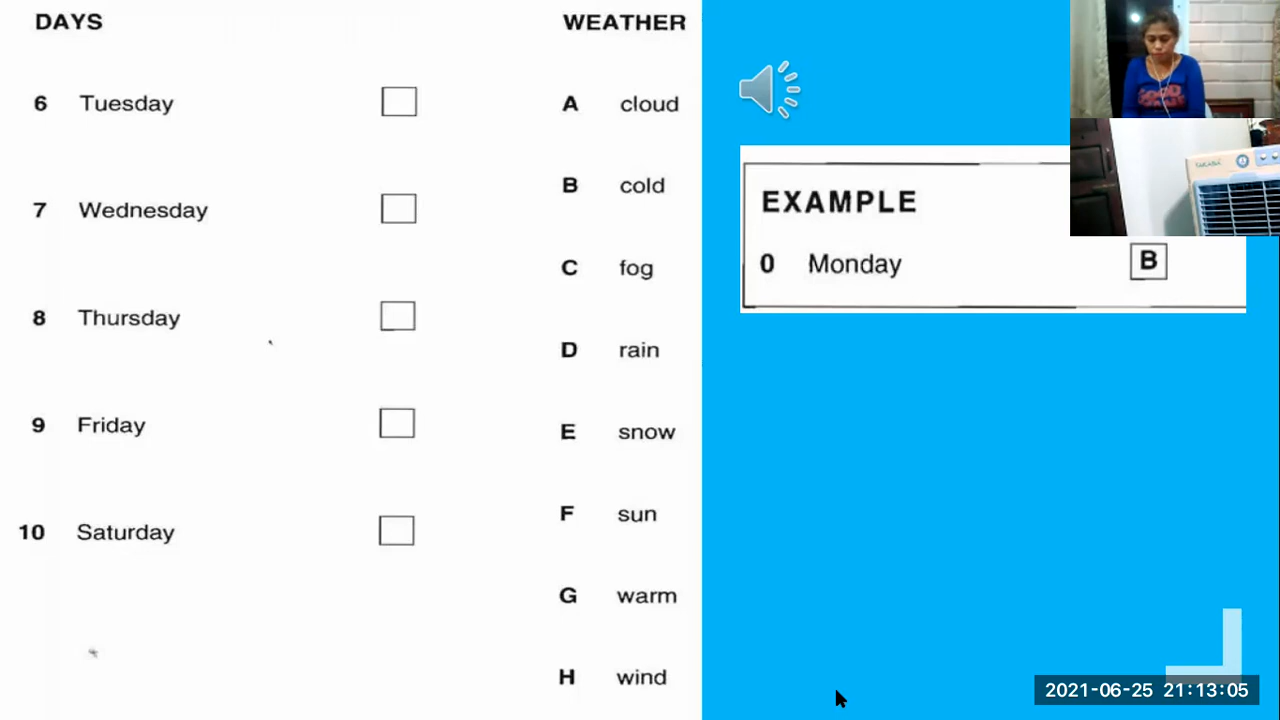 DAYS
6 Tuesday
7 Wednesday
8 Thursday
9 Friday
10 Saturday
WEATHER
A cloud
B cold
C fog
D rain
E snow
F sun
G warm
H wind
EXAMPLE
0 Monday B
2021-06-25 21:13:05